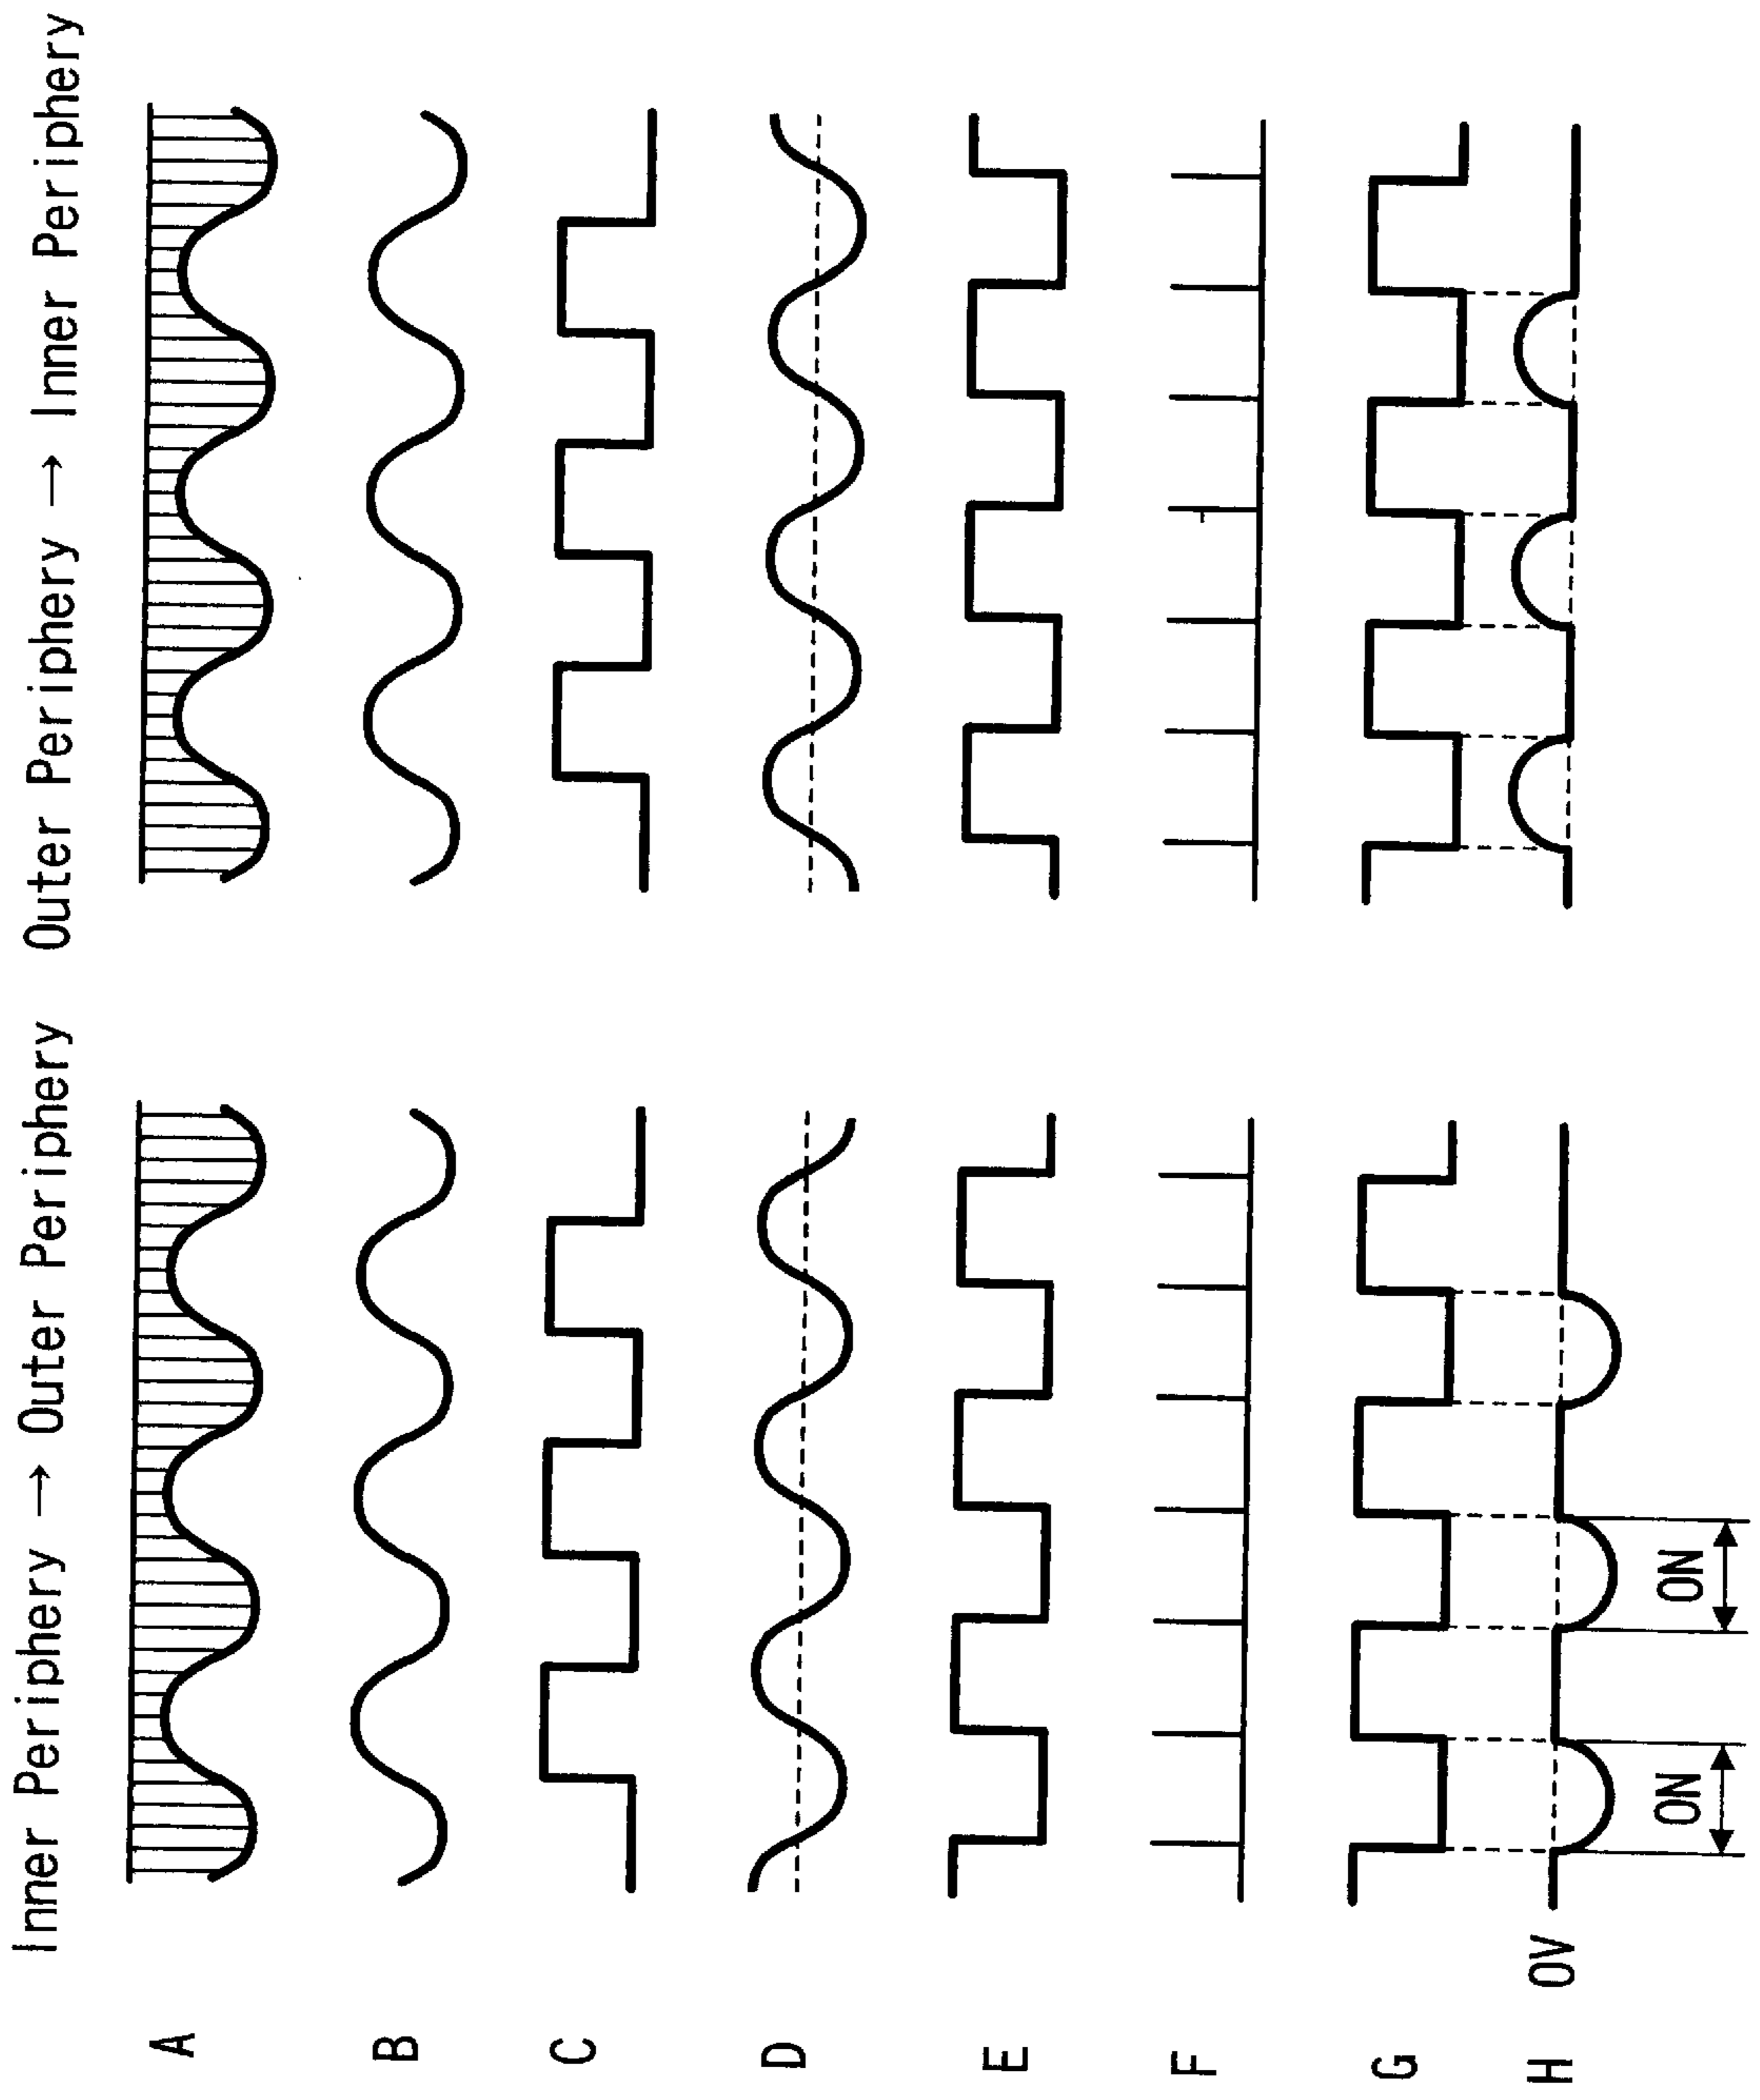 Inner Periphery → Outer Periphery
Outer Periphery → Inner Periphery
A
B
C
D
E
F
G
H
0V
ON
ON